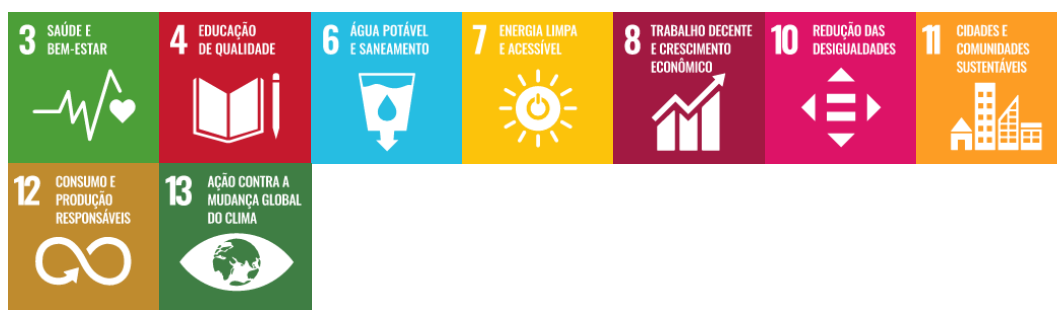 3 SAÚDE E
BEM-ESTAR
4 EDUCAÇÃO
DE QUALIDADE
6 ÁGUA POTÁVEL
E SANEAMENTO
7 ENERGIA LIMPA
E ACESSÍVEL
8 TRABALHO DECENTE
E CRESCIMENTO
ECONÔMICO
10 REDUÇÃO DAS
DESIGUALDADES
11 CIDADES E
COMUNIDADES
SUSTENTÁVEIS
12 CONSUMO E
PRODUÇÃO
RESPONSÁVEIS
13 AÇÃO CONTRA A
MUDANÇA GLOBAL
DO CLIMA